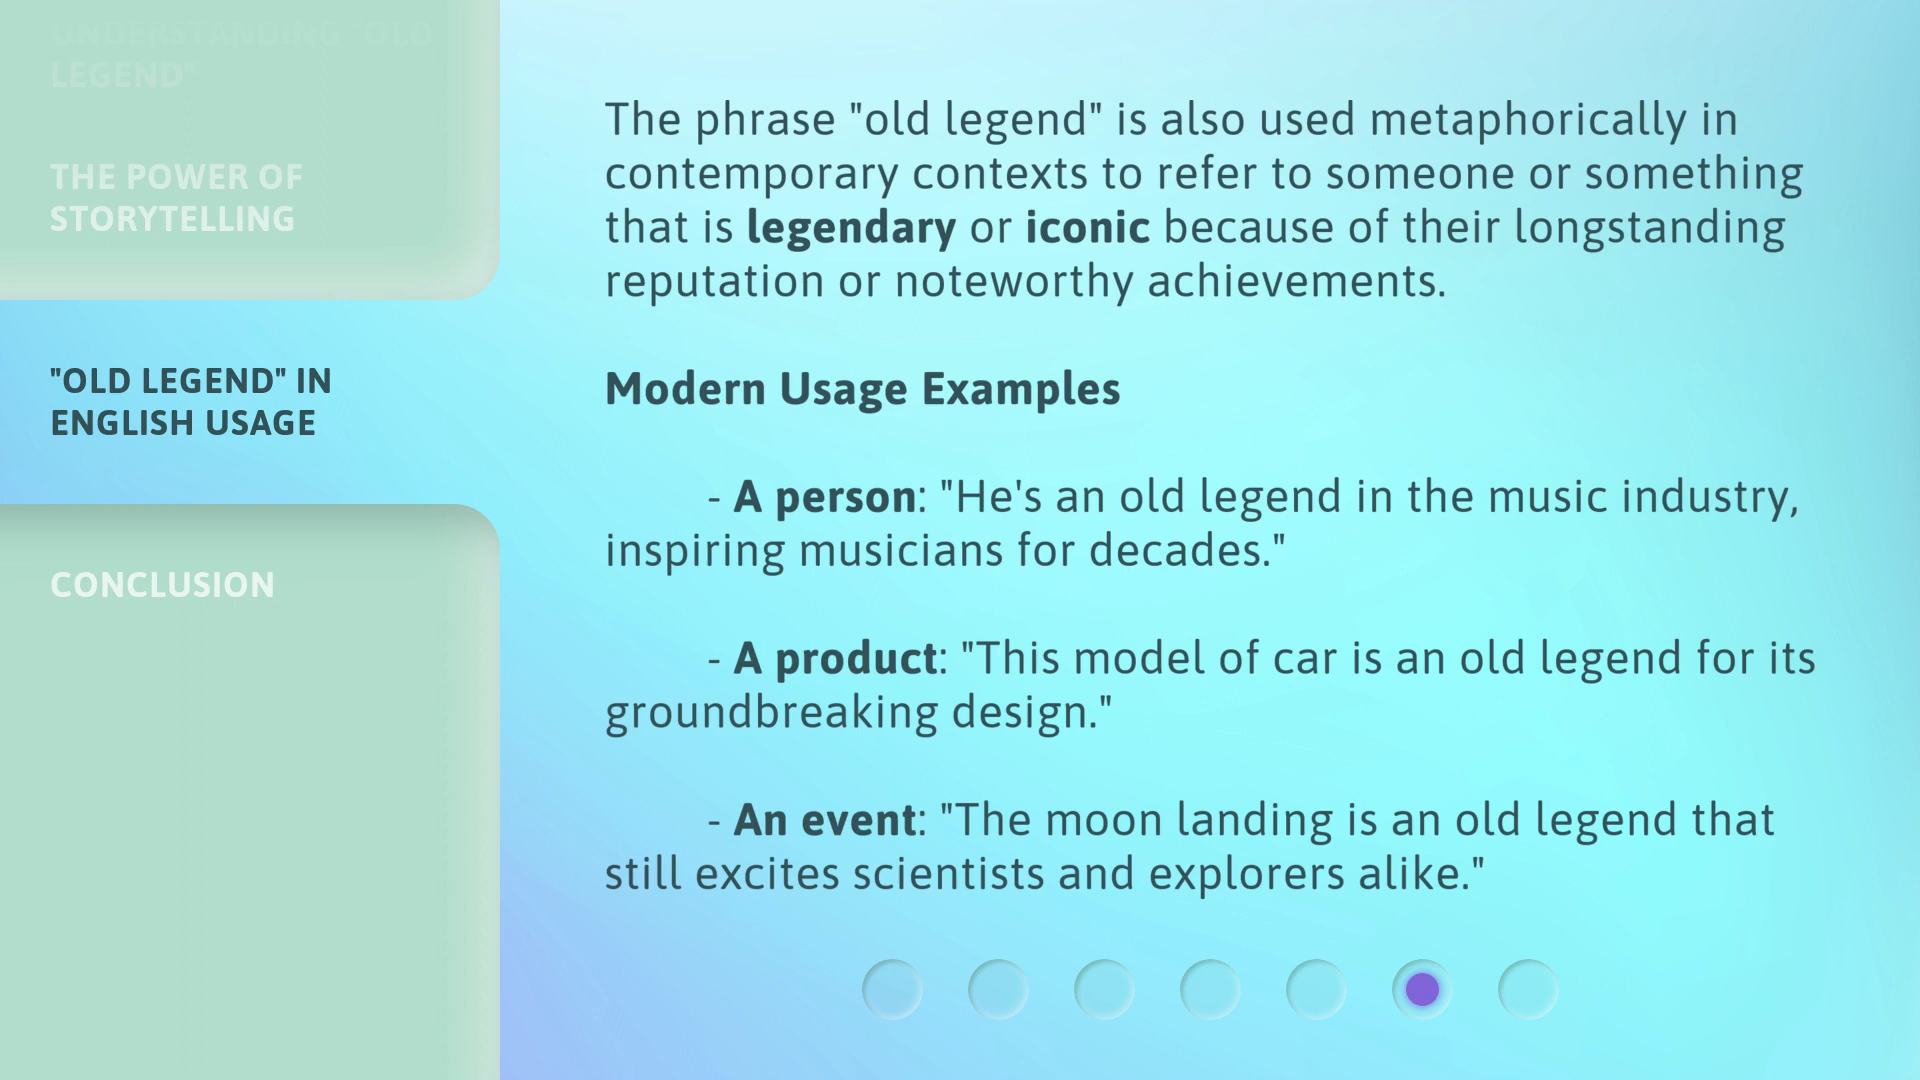 UNDERSTANDING "OLD
LEGEND"
THE POWER OF
STORYTELLING
"OLD LEGEND" IN
ENGLISH USAGE
CONCLUSION
The phrase "old legend" is also used metaphorically in
contemporary contexts to refer to someone or something
that is legendary or iconic because of their longstanding
reputation or noteworthy achievements.
Modern Usage Examples
- A person: "He's an old legend in the music industry,
inspiring musicians for decades."
- A product: "This model of car is an old legend for its
groundbreaking design."
- An event: "The moon landing is an old legend that
still excites scientists and explorers alike."